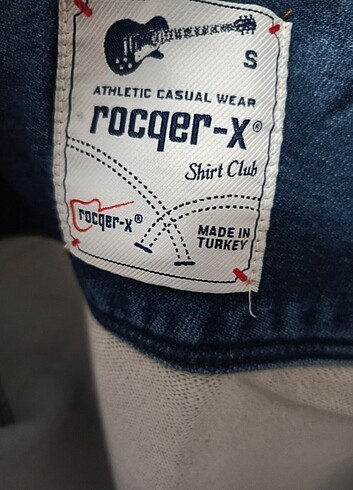 S
ATHLETIC CASUAL WEAR
rocqer-x®
Shirt Club
rocqer-x®
MADE IN
TURKEY